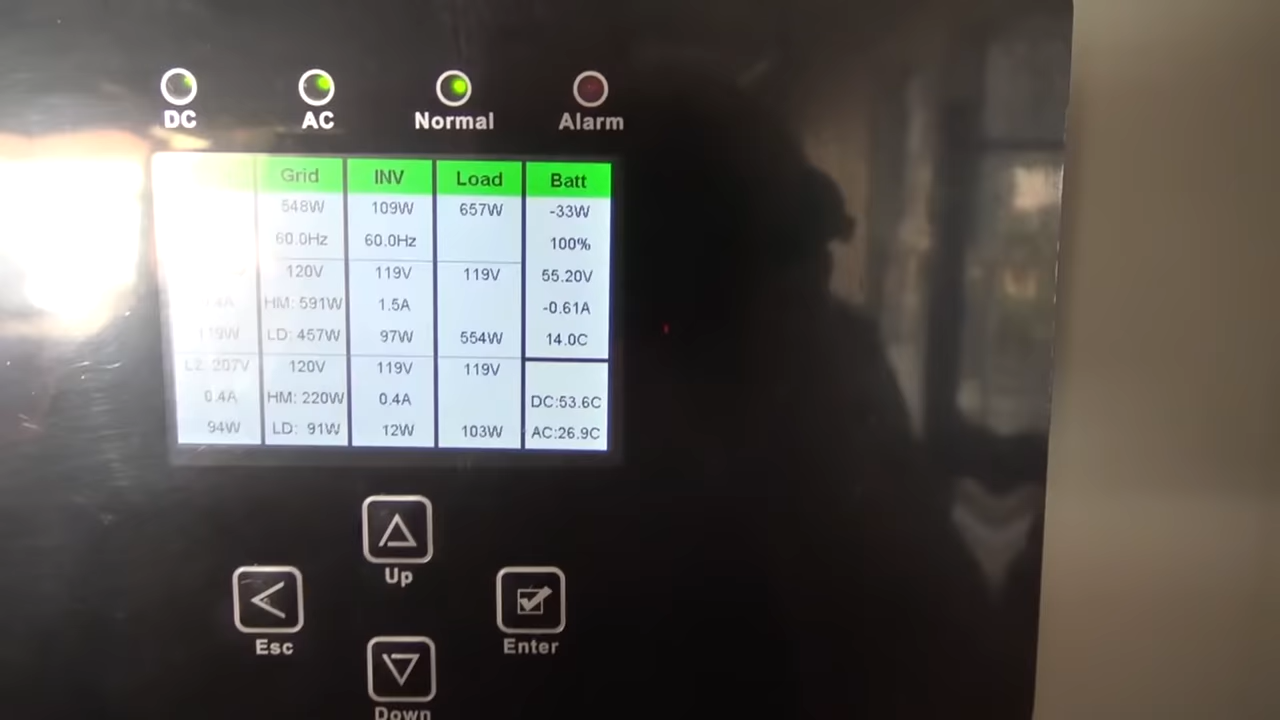 DC AC Normal Alarm
Grid INV Load Batt
548W 109W 657W -33W
60.0Hz 60.0Hz 100%
120V 119V 119V 55.20V
HM: 591W 1.5A -0.61A
LD: 457W 97W 554W 14.0C
L2: 207V 120V 119V 119V
0.4A HM: 220W 0.4A DC:53.6C
94W LD: 91W 12W 103W AC:26.9C
Up
Esc Enter
Down